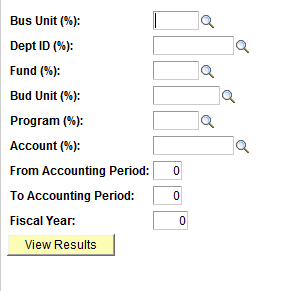 Bus Unit (%):
Dept ID (%):
Fund (%):
Bud Unit (%):
Program (%):
Account (%):
From Accounting Period: 0
To Accounting Period: 0
Fiscal Year: 0
View Results